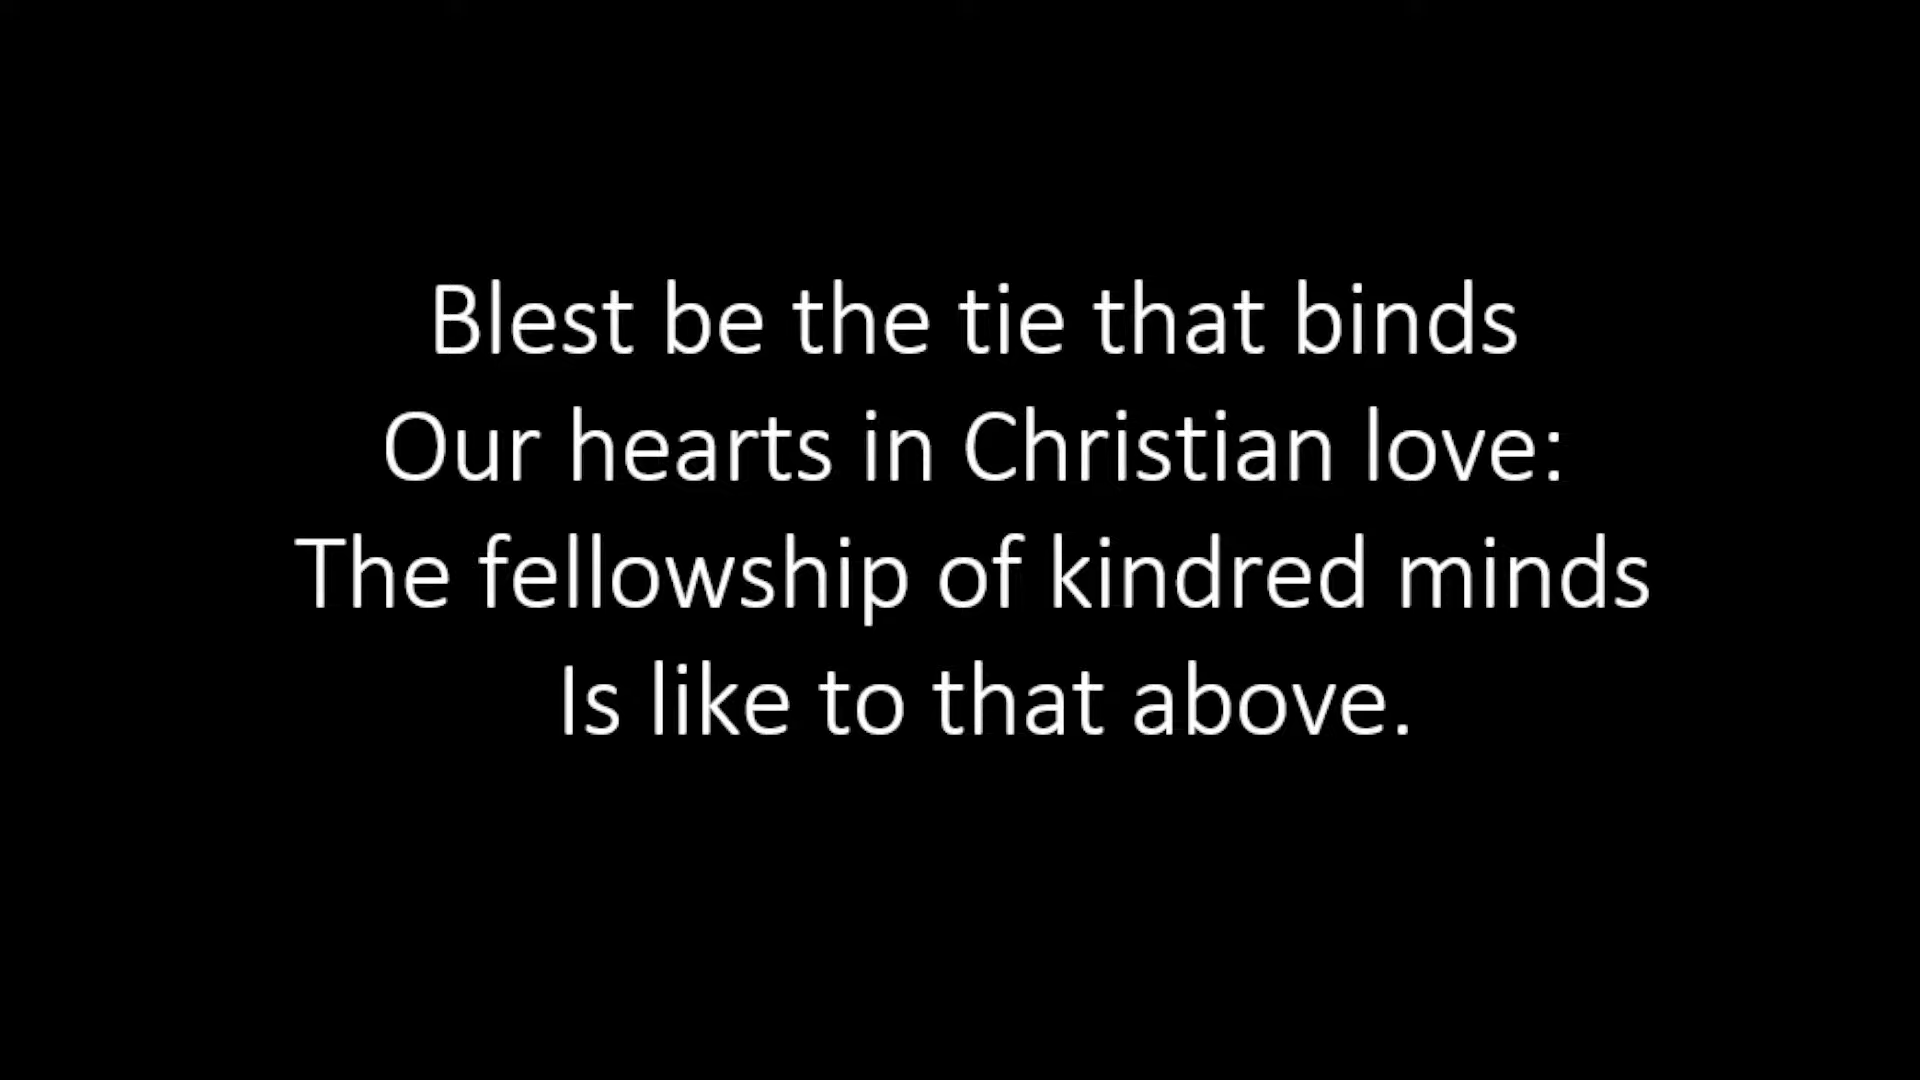 Blest be the tie that binds
Our hearts in Christian love:
The fellowship of kindred minds
Is like to that above.